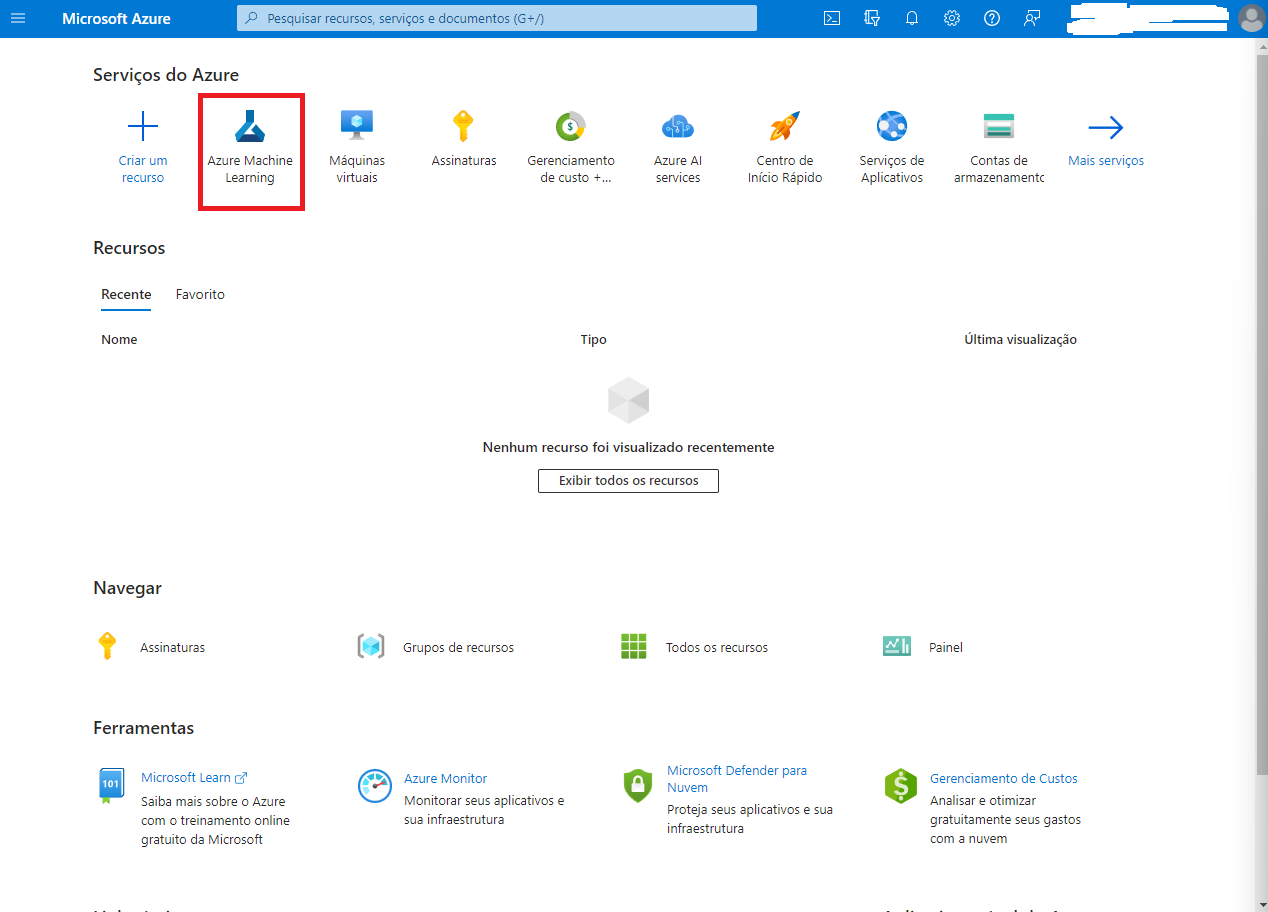 Microsoft Azure
Pesquisar recursos, serviços e documentos (G+/)
Serviços do Azure
Criar um
recurso
Azure Machine
Learning
Máquinas
virtuais
Assinaturas
Gerenciamento
de custo +...
Azure AI
services
Centro de
Início Rápido
Serviços de
Aplicativos
Contas de
armazenamento
Mais serviços
Recursos
Recente
Favorito
Nome
Tipo
Última visualização
Nenhum recurso foi visualizado recentemente
Exibir todos os recursos
Navegar
Assinaturas
Grupos de recursos
Todos os recursos
Painel
Ferramentas
101
Microsoft Learn
Saiba mais sobre o Azure
com o treinamento online
gratuito da Microsoft
Azure Monitor
Monitorar seus aplicativos e
sua infraestrutura
Microsoft Defender para
Nuvem
Proteja seus aplicativos e sua
infraestrutura
Gerenciamento de Custos
Analisar e otimizar
gratuitamente seus gastos
com a nuvem